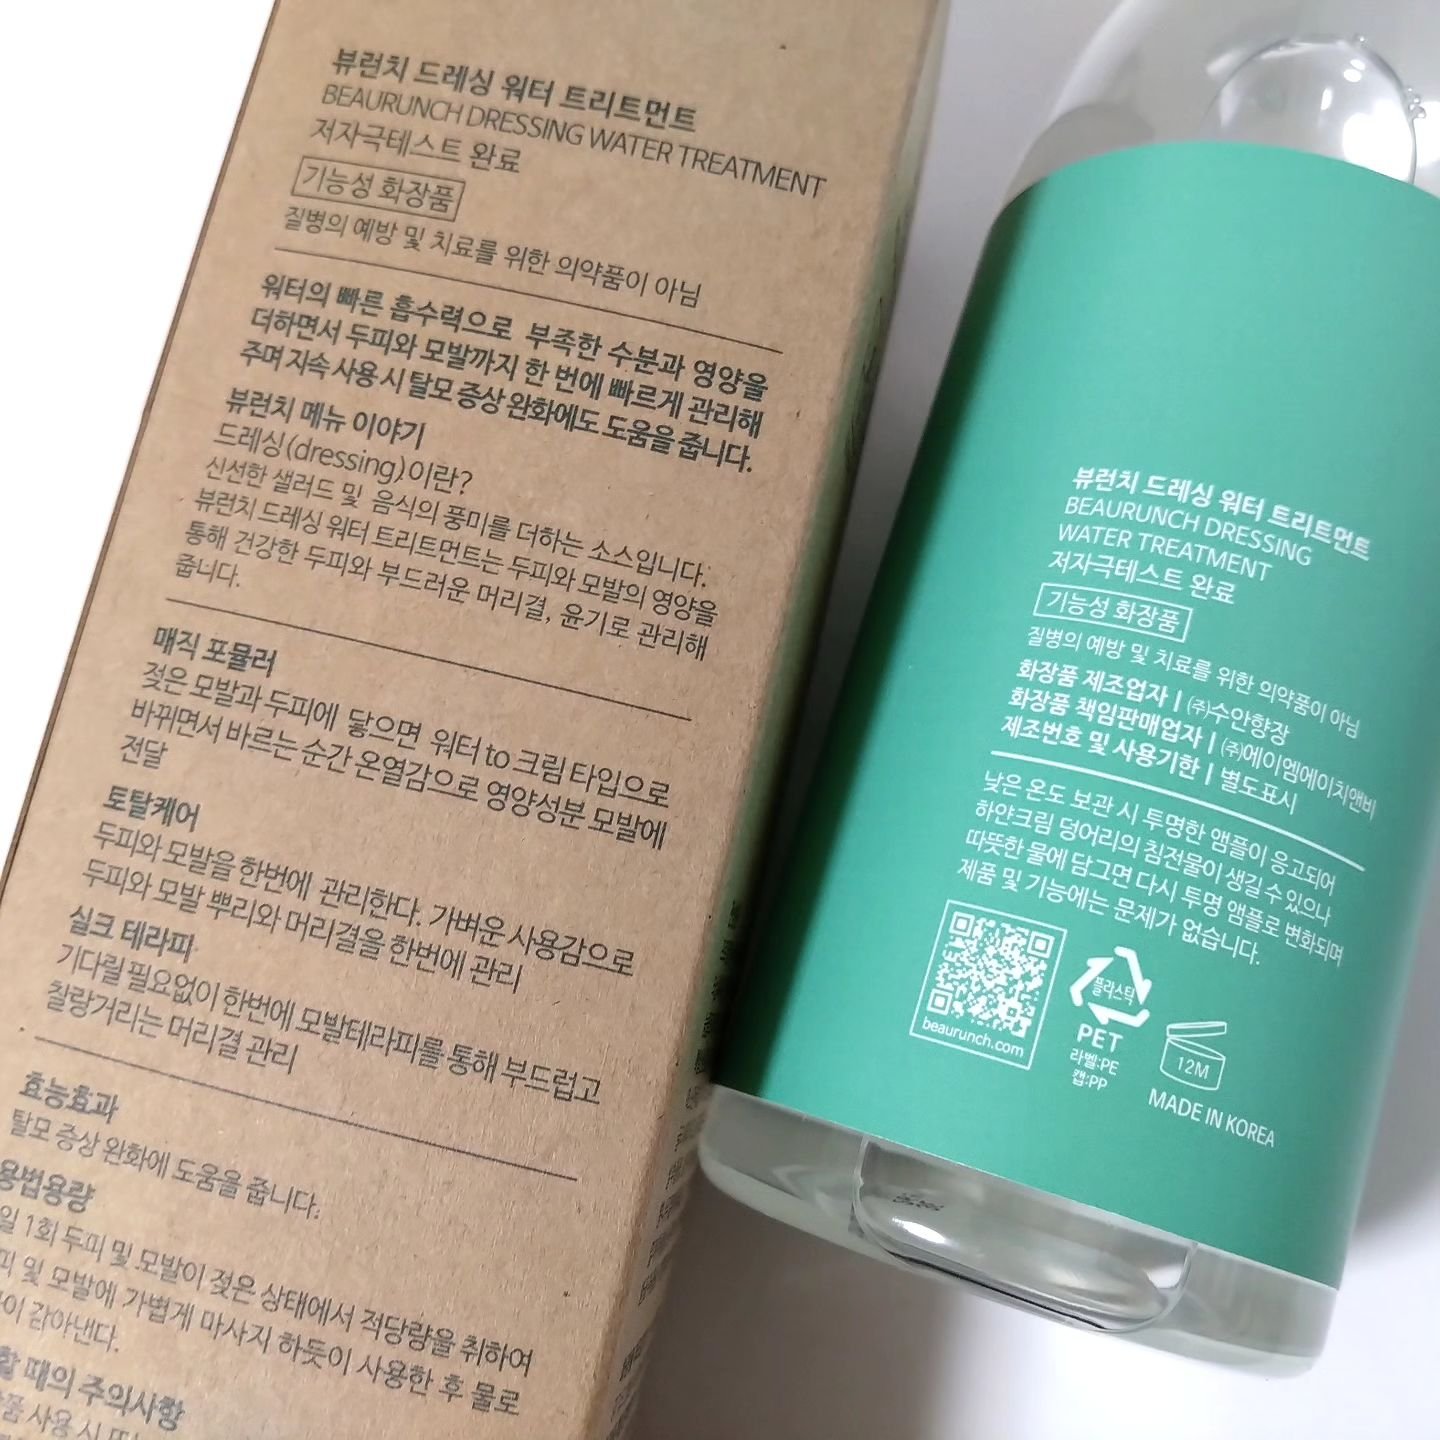 뷰런치 드레싱 워터 트리트먼트
BEAURUNCH DRESSING WATER TREATMENT
저자극테스트 완료
기능성 화장품
질병의 예방 및 치료를 위한 의약품이 아님
워터의 빠른 흡수력으로 부족한 수분과 영양을
더하면서 두피와 모발까지 한 번에 빠르게 관리해
주며 지속 사용 시 탈모 증상 완화에도 도움을 줍니다.
뷰런치 메뉴 이야기
드레싱(dressing)이란?
신선한 샐러드 및 음식의 풍미를 더하는 소스입니다.
뷰런치 드레싱 워터 트리트먼트는 두피와 모발의 영양을
통해 건강한 두피와 부드러운 머리결, 윤기로 관리해
줍니다.
매직 포뮬러
젖은 모발과 두피에 닿으면 워터 to 크림 타입으로
바뀌면서 바르는 순간 온열감으로 영양성분 모발에
전달
토탈케어
두피와 모발을 한번에 관리한다. 가벼운 사용감으로
두피와 모발 뿌리와 머리결을 한번에 관리
실크 테라피
기다릴 필요없이 한번에 모발테라피를 통해 부드럽고
찰랑거리는 머리결 관리
효능효과
탈모 증상 완화에 도움을 줍니다.
용법용량
일 1회 두피 및 모발이 젖은 상태에서 적당량을 취하여
피 및 모발에 가볍게 마사지 하듯이 사용한 후 물로
이 감아낸다.
할 때의 주의사항
품 사용 시 또는
뷰런치 드레싱 워터 트리트먼트
BEAURUNCH DRESSING
WATER TREATMENT
저자극테스트 완료
기능성 화장품
질병의 예방 및 치료를 위한 의약품이 아님
화장품 제조업자 | ㈜수안향장
화장품 책임판매업자 | ㈜에이엠에이치앤비
제조번호 및 사용기한 | 별도표시
낮은 온도 보관 시 투명한 앰플이 응고되어
하얀크림 덩어리의 침전물이 생길 수 있으나
따뜻한 물에 담그면 다시 투명 앰플로 변화되며
제품 및 기능에는 문제가 없습니다.
beaurunch.com
플라스틱
PET
라벨:PE
캡:PP
12M
MADE IN KOREA